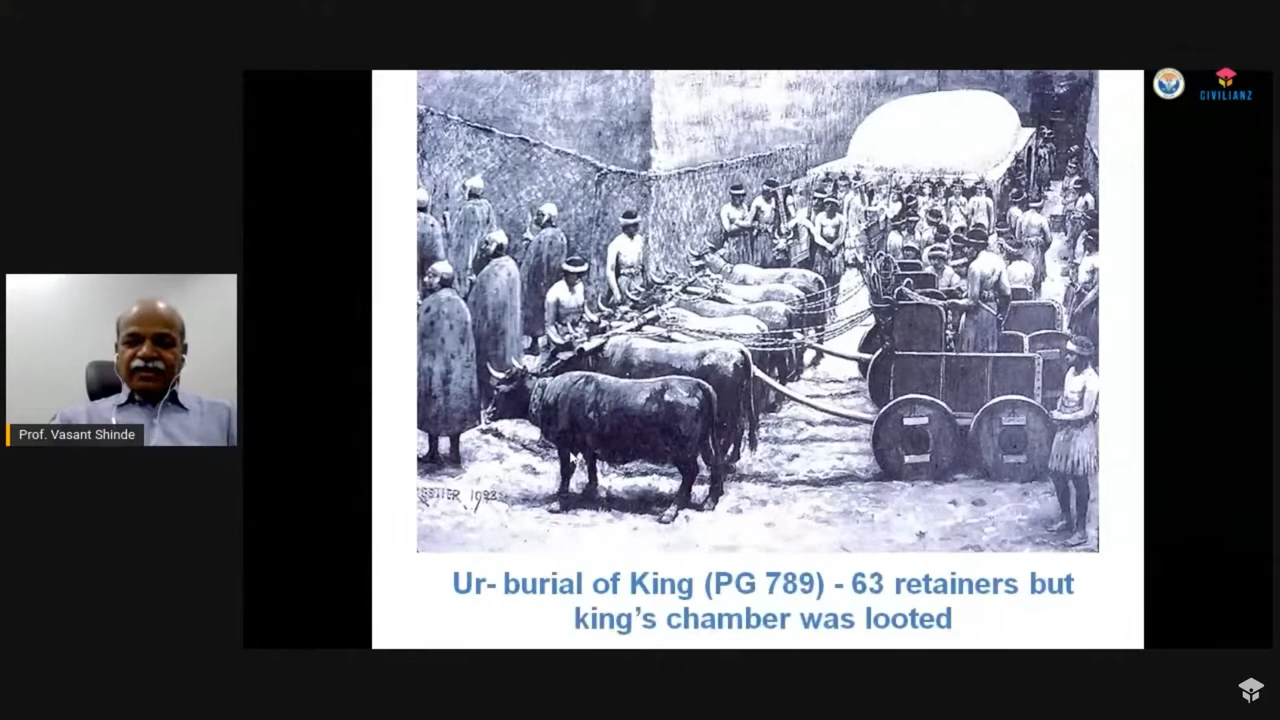 CIVILIANZ
Prof. Vasant Shinde
Ur- burial of King (PG 789) - 63 retainers but
king's chamber was looted